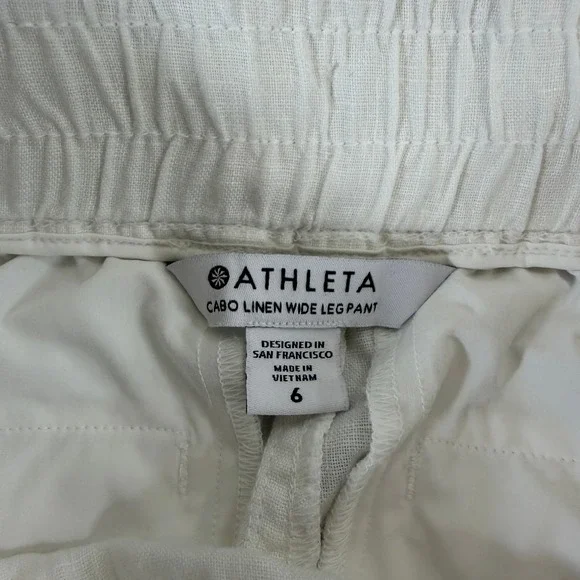 ATHLETA
CABO LINEN WIDE LEG PANT
DESIGNED IN
SAN FRANCISCO
MADE IN
VIETNAM
6